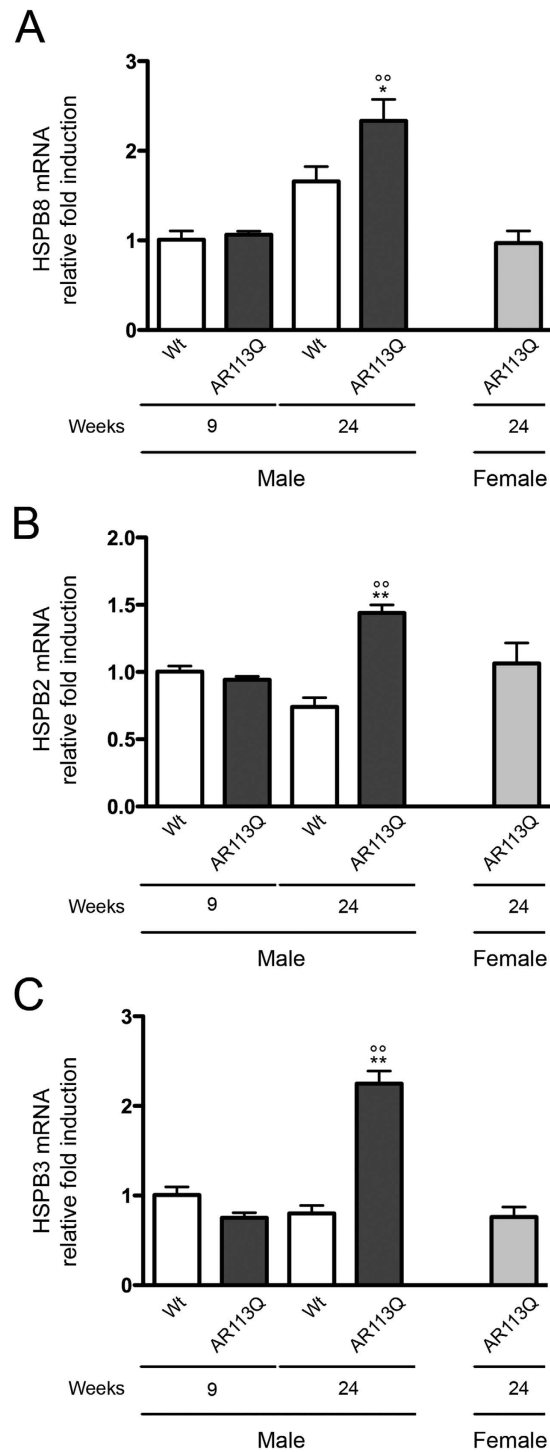 A
HSPB8 mRNA
relative fold induction
3
2
1
0
°°
*
Wt
AR113Q
Wt
AR113Q
AR113Q
Weeks 9 24 24
Male Female
B
HSPB2 mRNA
relative fold induction
2.0
1.5
1.0
0.5
0.0
°°
**
Wt
AR113Q
Wt
AR113Q
AR113Q
Weeks 9 24 24
Male Female
C
HSPB3 mRNA
relative fold induction
3
2
1
0
°°
**
Wt
AR113Q
Wt
AR113Q
AR113Q
Weeks 9 24 24
Male Female